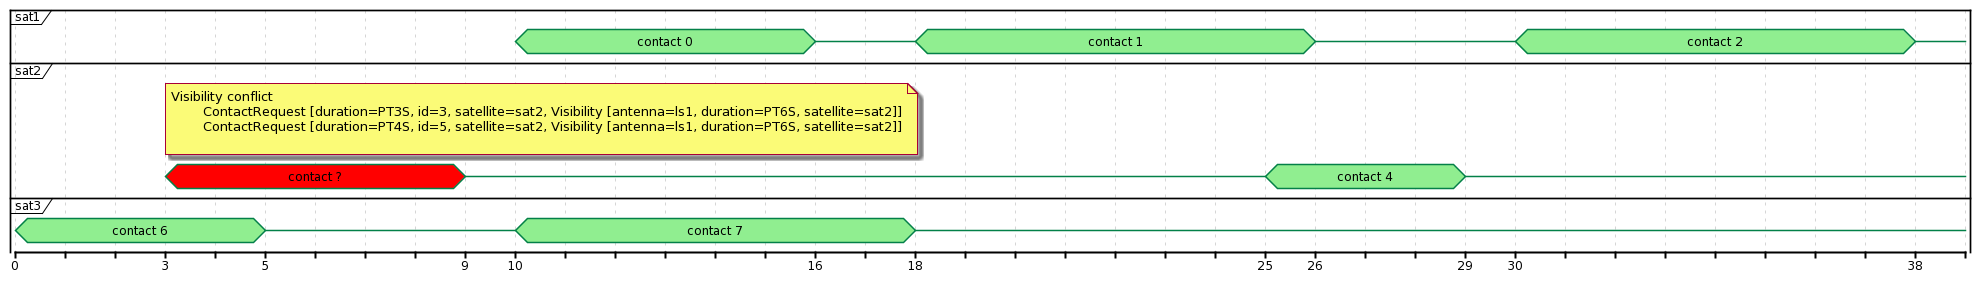 sat1
contact 0
contact 1
contact 2
sat2
Visibility conflict
ContactRequest [duration=PT3S, id=3, satellite=sat2, Visibility [antenna=ls1, duration=PT6S, satellite=sat2]]
ContactRequest [duration=PT4S, id=5, satellite=sat2, Visibility [antenna=ls1, duration=PT6S, satellite=sat2]]
contact ?
contact 4
sat3
contact 6
contact 7
0 3 5 9 10 16 18 25 26 29 30 38